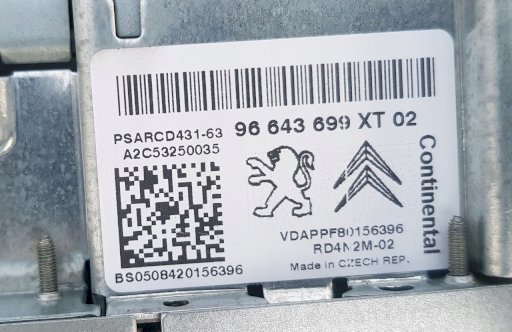 PSARCD431-63
A2C53250035
96 643 699 XT 02
Continental
VDAPPF80156396
RD4N2M-02
Made in CZECH REP.
BS0508420156396